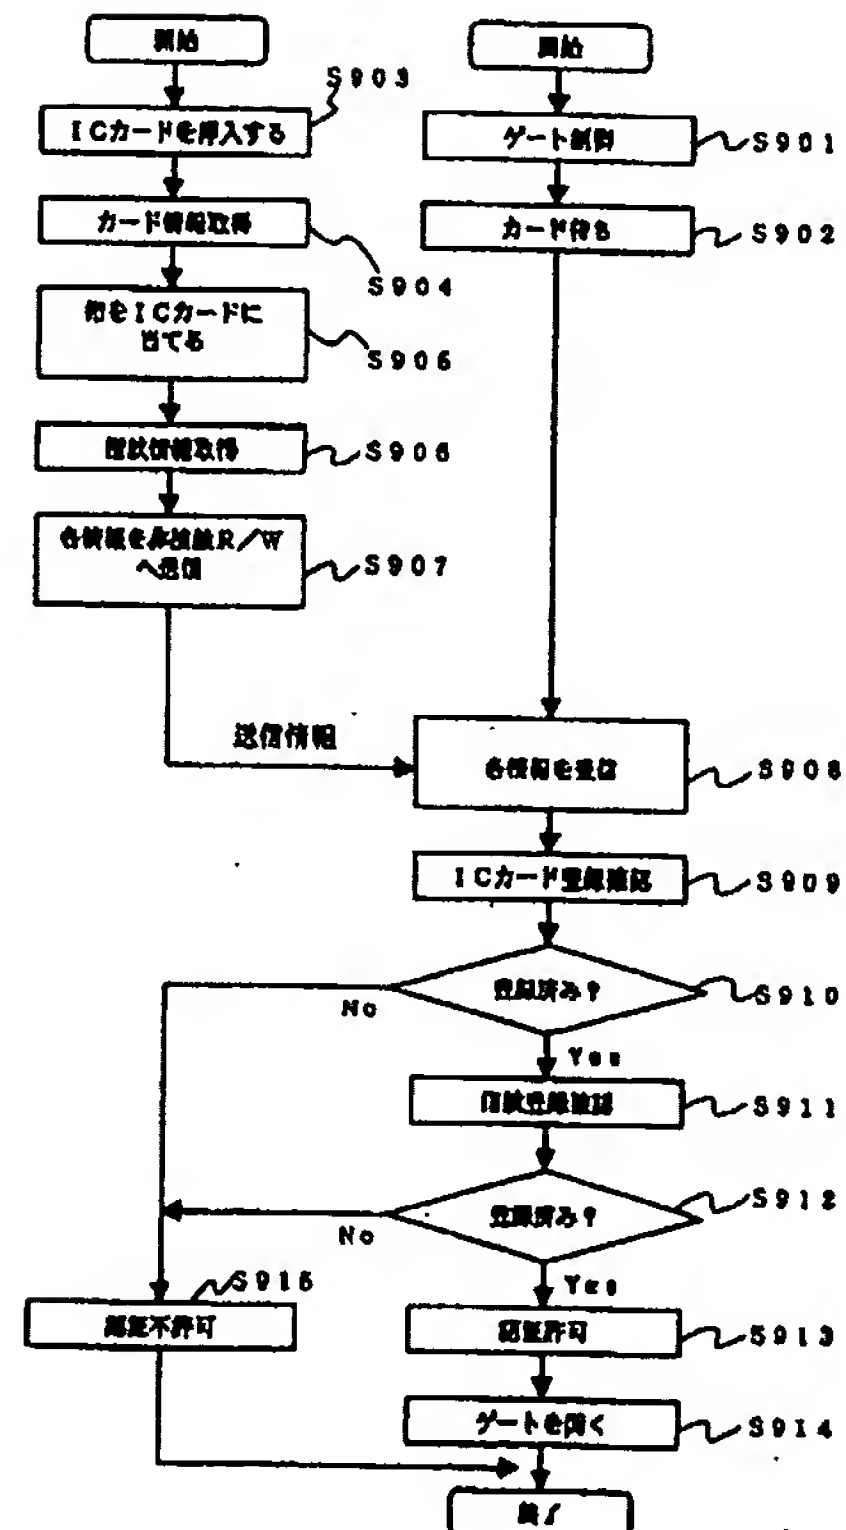 開始
S903
ICカードを挿入する
カード情報取得
S904
指をICカードに
当てる
S905
指紋情報取得
S906
各情報を非接触R/W
へ送信
S907
送信情報
開始
ゲート制御
S901
カード待ち
S902
各情報を受信
S908
ICカード登録確認
S909
登録済み?
S910
No
Yes
指紋登録確認
S911
登録済み?
S912
No
Yes
S915
認証不許可
認証許可
S913
ゲートを開く
S914
終了